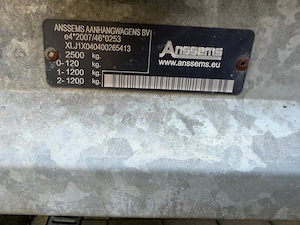 ANSSEMS AANHANGWAGENS BV
e4*2007/46*0253
XLJ1X040400265413
2500 kg.
0-120 kg.
1-1200 kg.
2-1200 kg.
Anssems
www.anssems.eu